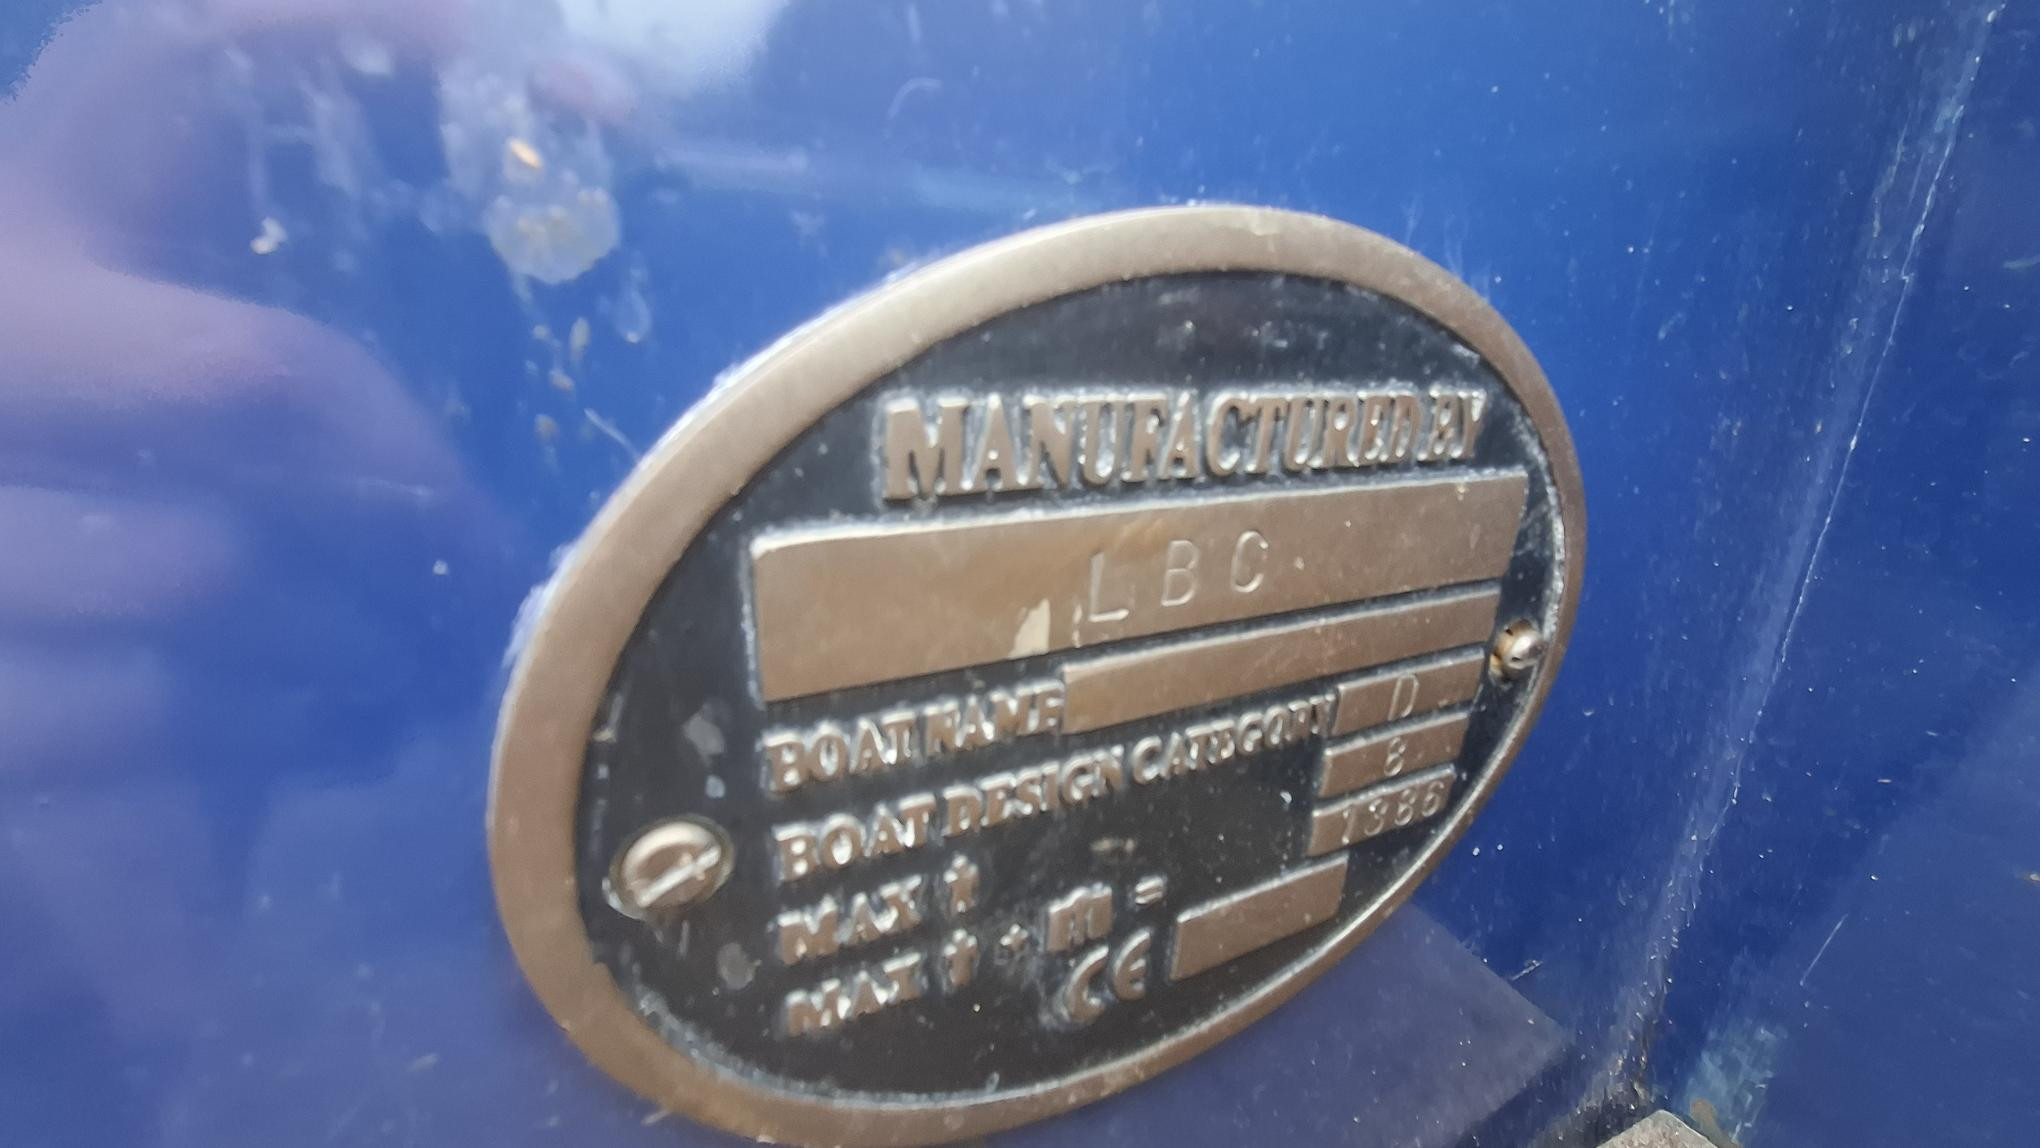 MANUFACTURED BY
LBC
BOAT NAME
BOAT DESIGN CATEGORY D
MAX 8
MAX + = 1386
CE